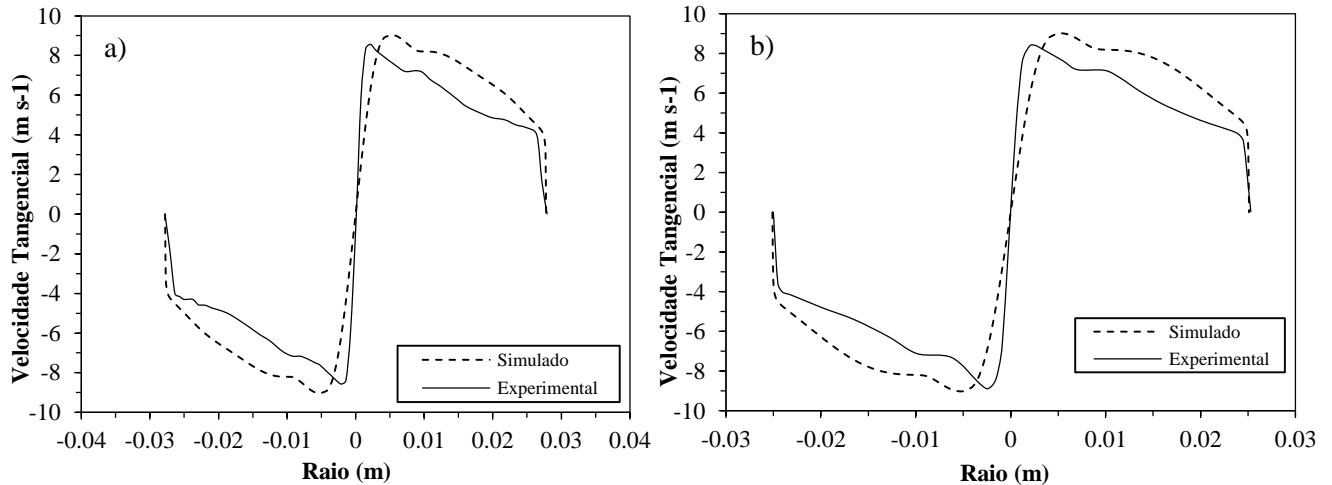 a)
Velocidade Tangencial (m s-1)
10
8
6
4
2
0
-2
-4
-6
-8
-10
-0.04 -0.03 -0.02 -0.01 0 0.01 0.02 0.03 0.04
Raio (m)
Simulado
Experimental
b)
Velocidade Tangencial (m s-1)
10
8
6
4
2
0
-2
-4
-6
-8
-10
-0.03 -0.02 -0.01 0 0.01 0.02 0.03
Raio (m)
Simulado
Experimental